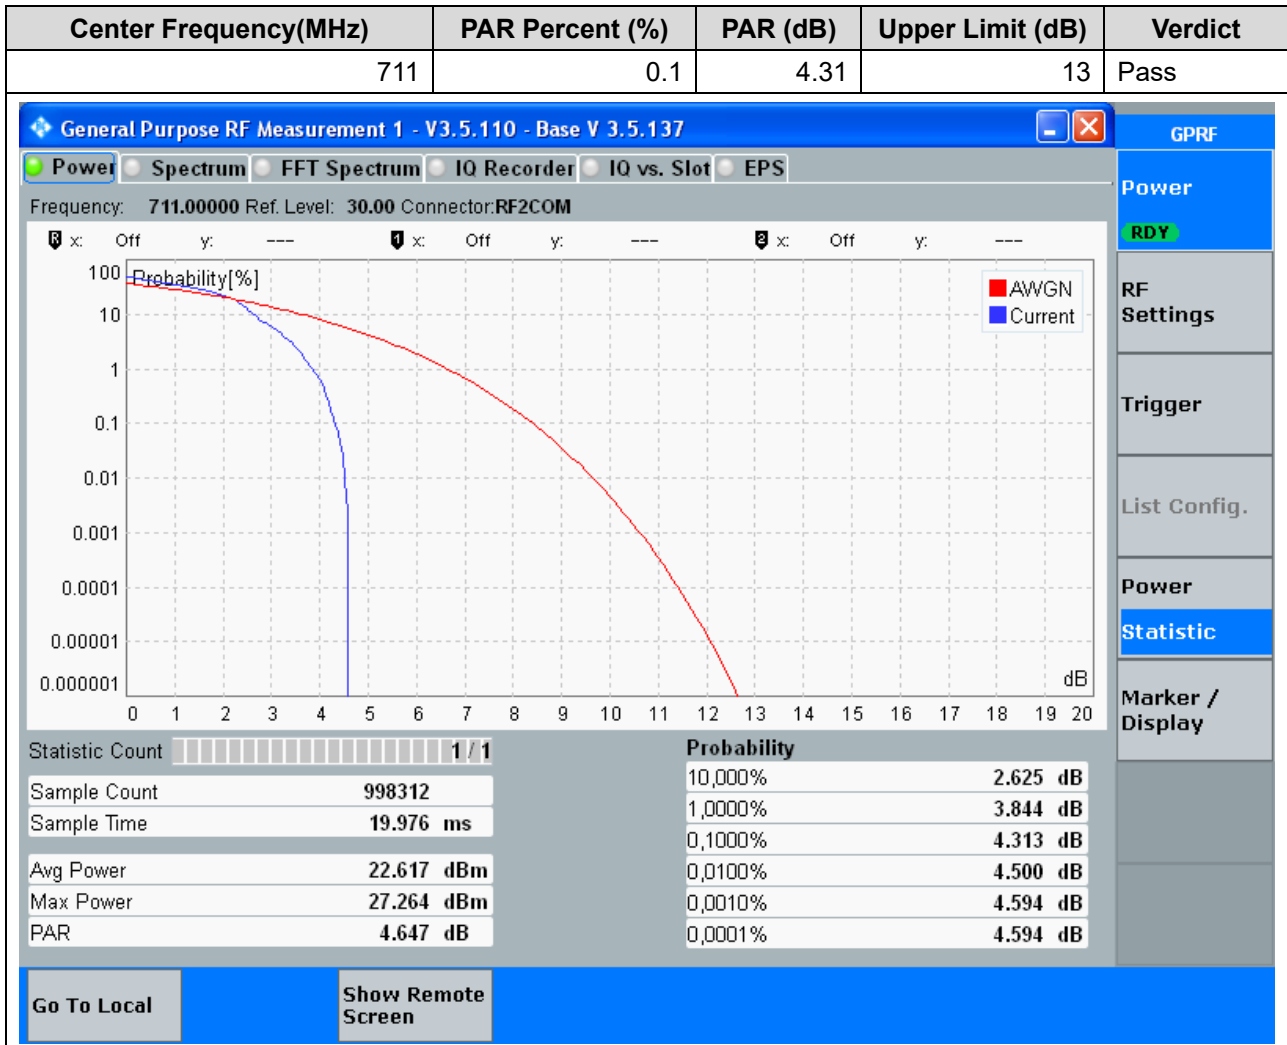 Center Frequency(MHz) PAR Percent (%) PAR (dB) Upper Limit (dB) Verdict
711 0.1 4.31 13 Pass
General Purpose RF Measurement 1 - V3.5.110 - Base V 3.5.137
GPRF
Power Spectrum FFT Spectrum IQ Recorder IQ vs. Slot EPS
Power
RDY
Frequency: 711.00000 Ref. Level: 30.00 Connector:RF2COM
R x: Off y: --- 1 x: Off y: --- 2 x: Off y: ---
Probability[%]
AWGN
Current
100
10
1
0.1
0.01
0.001
0.0001
0.00001
0.000001
dB
0 1 2 3 4 5 6 7 8 9 10 11 12 13 14 15 16 17 18 19 20
RF
Settings
Trigger
List Config.
Power
Statistic
Marker /
Display
Statistic Count 1 / 1
Sample Count 998312
Sample Time 19.976 ms
Avg Power 22.617 dBm
Max Power 27.264 dBm
PAR 4.647 dB
Probability
10,000% 2.625 dB
1,0000% 3.844 dB
0,1000% 4.313 dB
0,0100% 4.500 dB
0,0010% 4.594 dB
0,0001% 4.594 dB
Go To Local
Show Remote
Screen